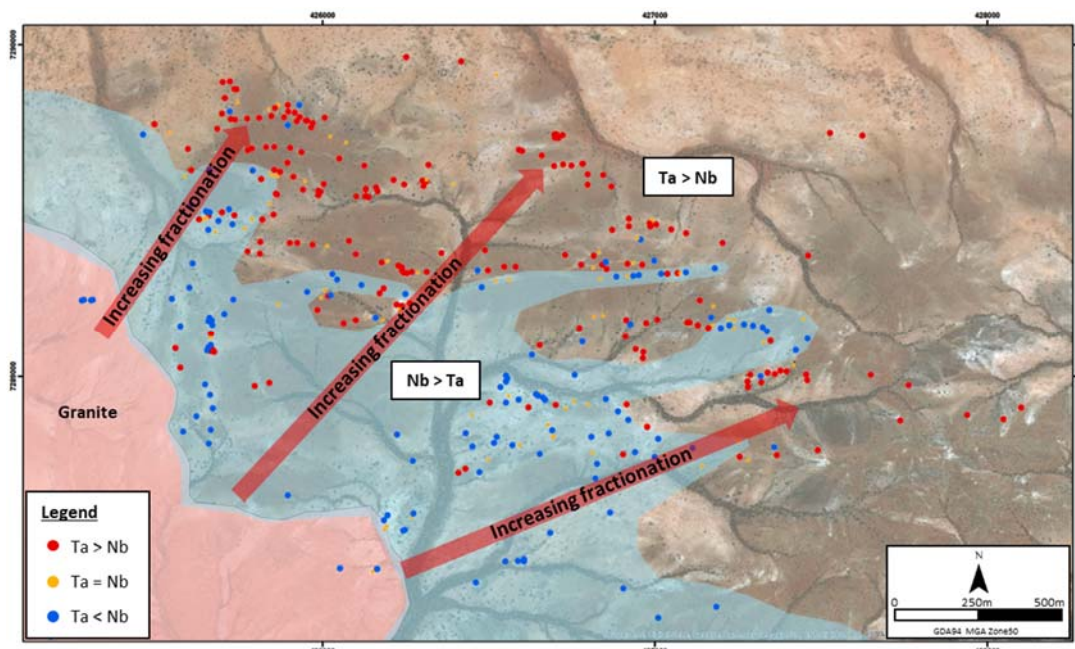 426000 427000 428000
7290000
Ta > Nb
Increasing fractionation
Increasing fractionation
Nb > Ta
Granite
Increasing fractionation
Legend
Ta > Nb
Ta = Nb
Ta < Nb
N
0 250m 500m
GDA94 MGA Zone50